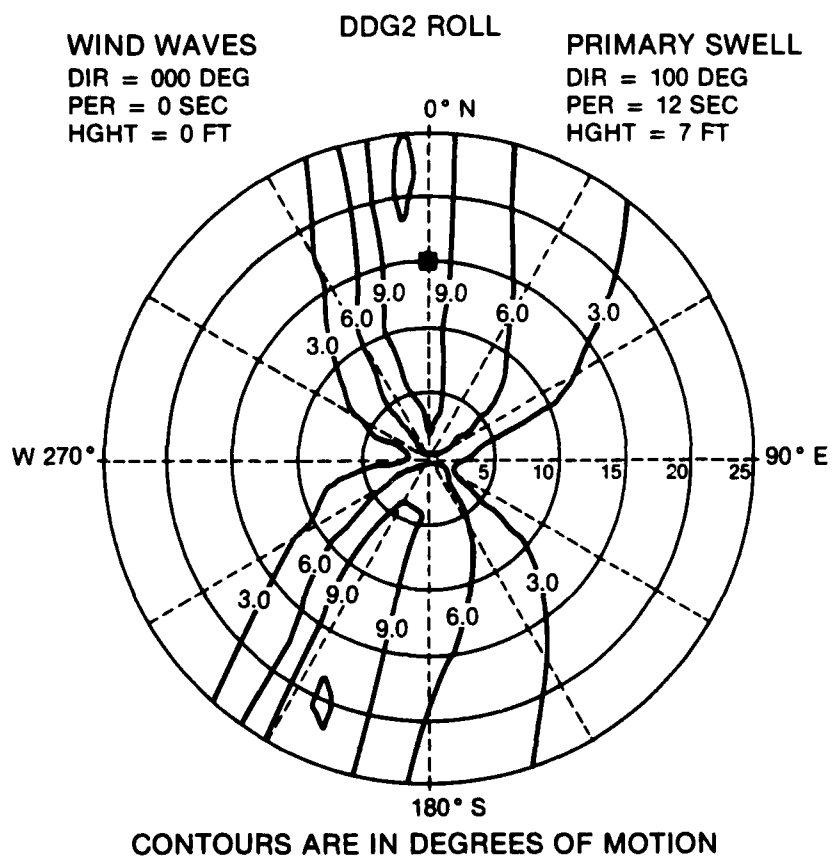 DDG2 ROLL
WIND WAVES
DIR = 000 DEG
PER = 0 SEC
HGHT = 0 FT
PRIMARY SWELL
DIR = 100 DEG
PER = 12 SEC
HGHT = 7 FT
0° N
9.0 9.0
6.0 6.0 3.0
3.0
W 270° 5 10 15 20 25 90° E
6.0 3.0
3.0 9.0 6.0
9.0
180° S
CONTOURS ARE IN DEGREES OF MOTION